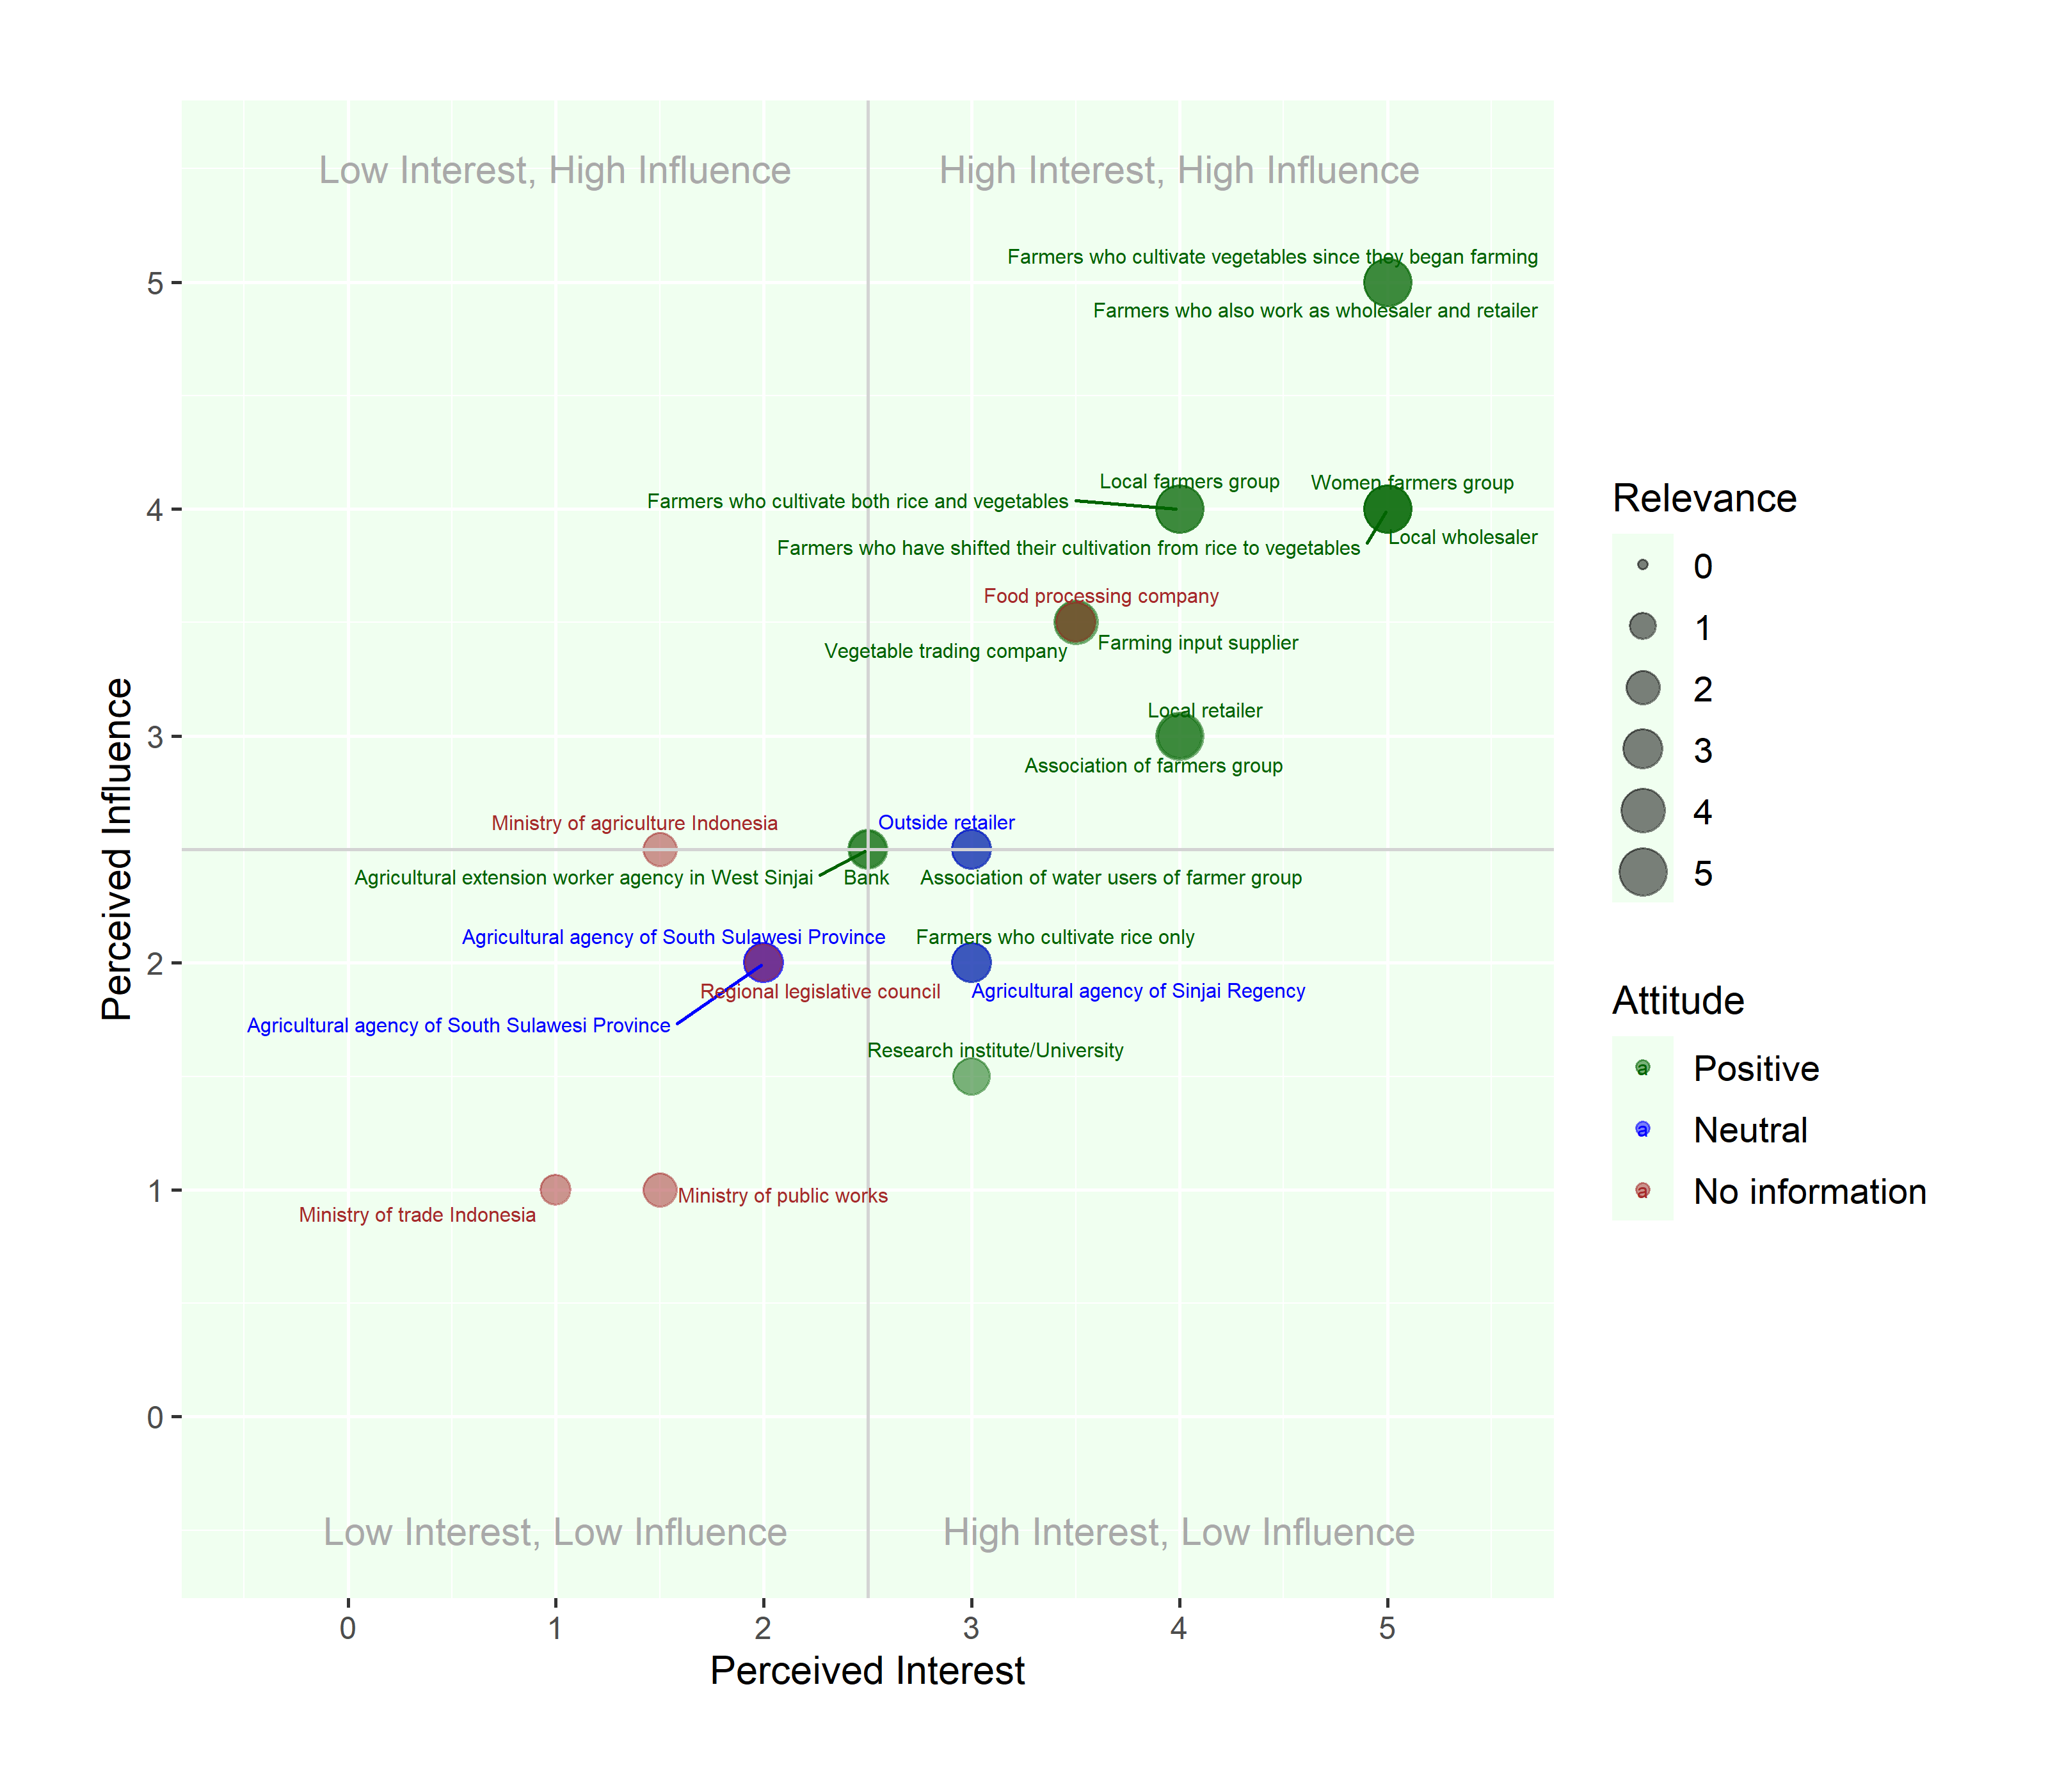 Low Interest, High Influence
High Interest, High Influence
Farmers who cultivate vegetables since they began farming
5
Farmers who also work as wholesaler and retailer
Local farmers group
Women farmers group
Farmers who cultivate both rice and vegetables
4
Local wholesaler
Farmers who have shifted their cultivation from rice to vegetables
Food processing company
Farming input supplier
Vegetable trading company
Local retailer
3
Association of farmers group
Ministry of agriculture Indonesia
Outside retailer
Agricultural extension worker agency in West Sinjai
Bank
Association of water users of farmer group
Agricultural agency of South Sulawesi Province
Farmers who cultivate rice only
2
Regional legislative council
Agricultural agency of Sinjai Regency
Agricultural agency of South Sulawesi Province
Research institute/University
1
Ministry of public works
Ministry of trade Indonesia
0
Low Interest, Low Influence
High Interest, Low Influence
0
1
2
3
4
5
Perceived Interest
Perceived Influence
Relevance
0
1
2
3
4
5
Attitude
a Positive
a Neutral
a No information